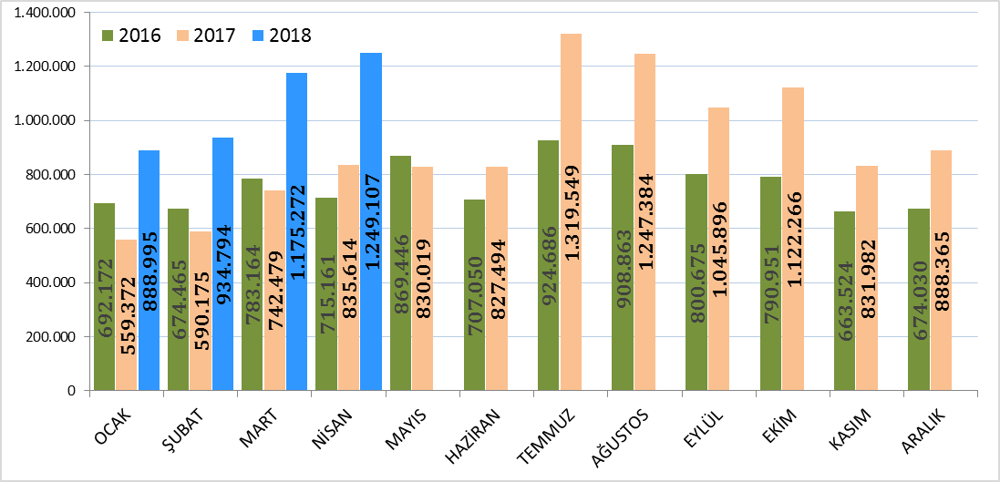 1.400.000
1.200.000
1.000.000
800.000
600.000
400.000
200.000
0
2016 2017 2018
692.172
559.372
888.995
674.465
590.175
934.794
783.164
742.479
1.175.272
715.161
835.614
1.249.107
869.446
830.019
707.050
827.494
924.686
1.319.549
908.863
1.247.384
800.675
1.045.896
790.951
1.122.266
663.524
831.982
674.030
888.365
OCAK
ŞUBAT
MART
NİSAN
MAYIS
HAZİRAN
TEMMUZ
AĞUSTOS
EYLÜL
EKİM
KASIM
ARALIK